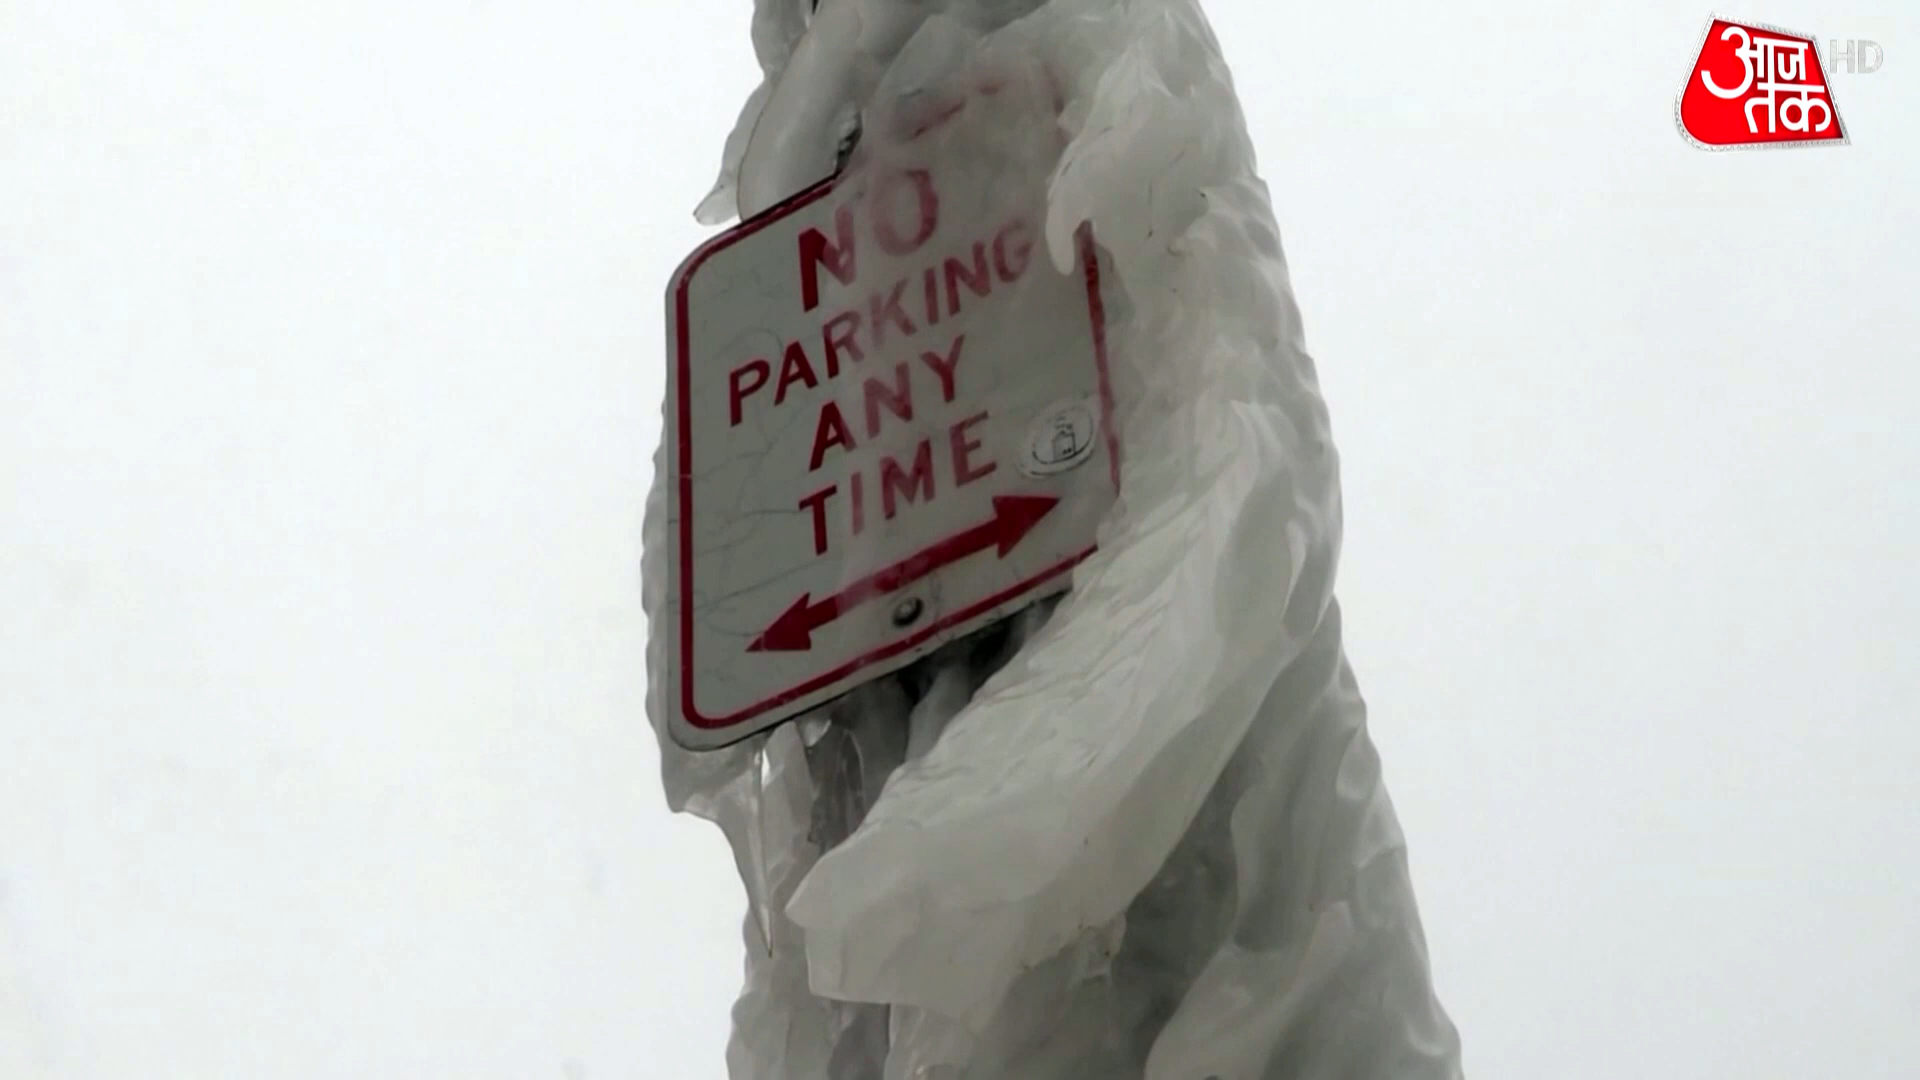 NO
PARKING
ANY
TIME
आज
तक HD